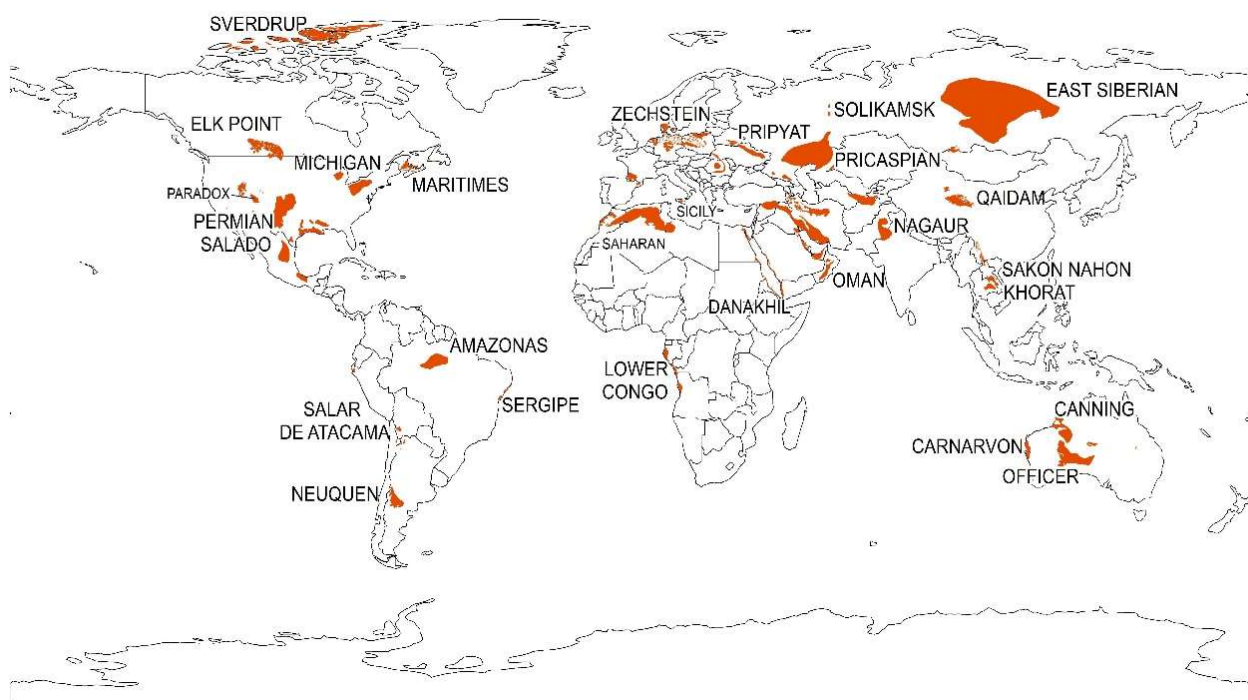 SVERDRUP
EAST SIBERIAN
SOLIKAMSK
ZECHSTEIN
ELK POINT
PRIPYAT
MICHIGAN
PRICASPIAN
MARITIMES
PARADOX
QAIDAM
SICILY
PERMIAN
SALADO
NAGAUR
SAHARAN
SAKON NAHON
KHORAT
OMAN
DANAKHIL
AMAZONAS
LOWER
CONGO
SERGIPE
SALAR
DE ATACAMA
CANNING
CARNARVON
OFFICER
NEUQUEN